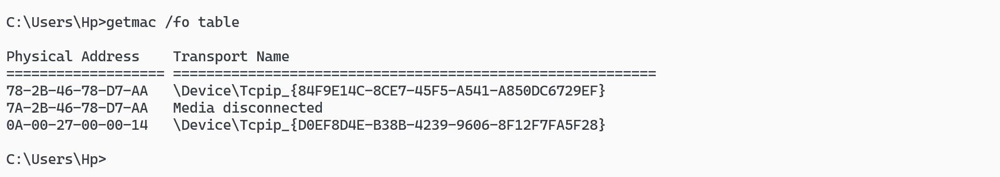 C:\Users\Hp>getmac /fo table
Physical Address    Transport Name
=================== ==========================================================
78-2B-46-78-D7-AA   \Device\Tcpip_{84F9E14C-8CE7-45F5-A541-A850DC6729EF}
7A-2B-46-78-D7-AA   Media disconnected
0A-00-27-00-00-14   \Device\Tcpip_{D0EF8D4E-B38B-4239-9606-8F12F7FA5F28}
C:\Users\Hp>